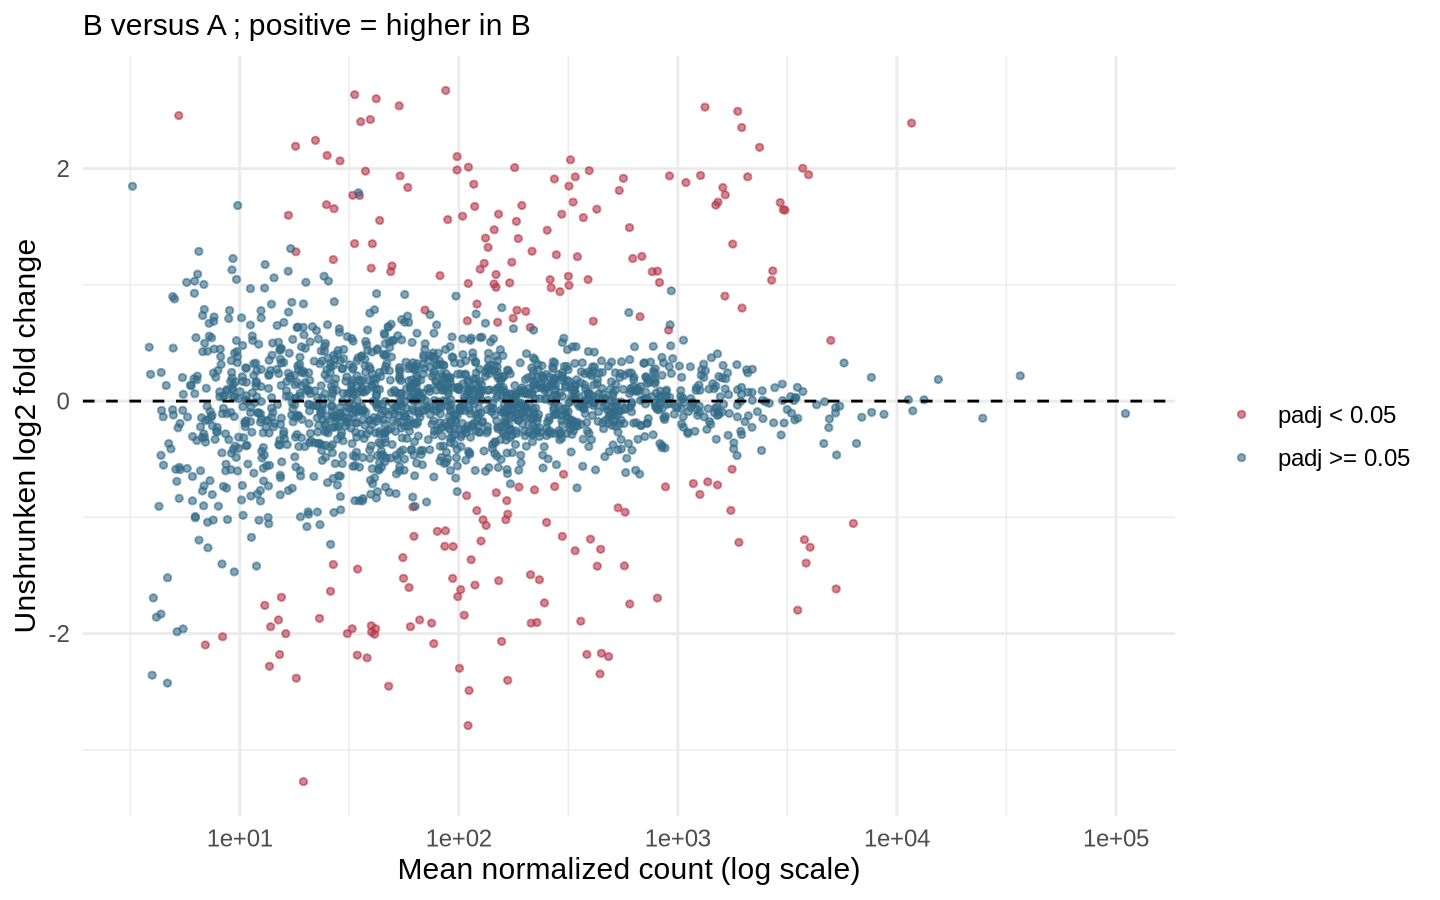 B versus A ; positive = higher in B
Unshrunken log2 fold change
2
0
-2
1e+01
1e+02
1e+03
1e+04
1e+05
Mean normalized count (log scale)
padj < 0.05
padj >= 0.05